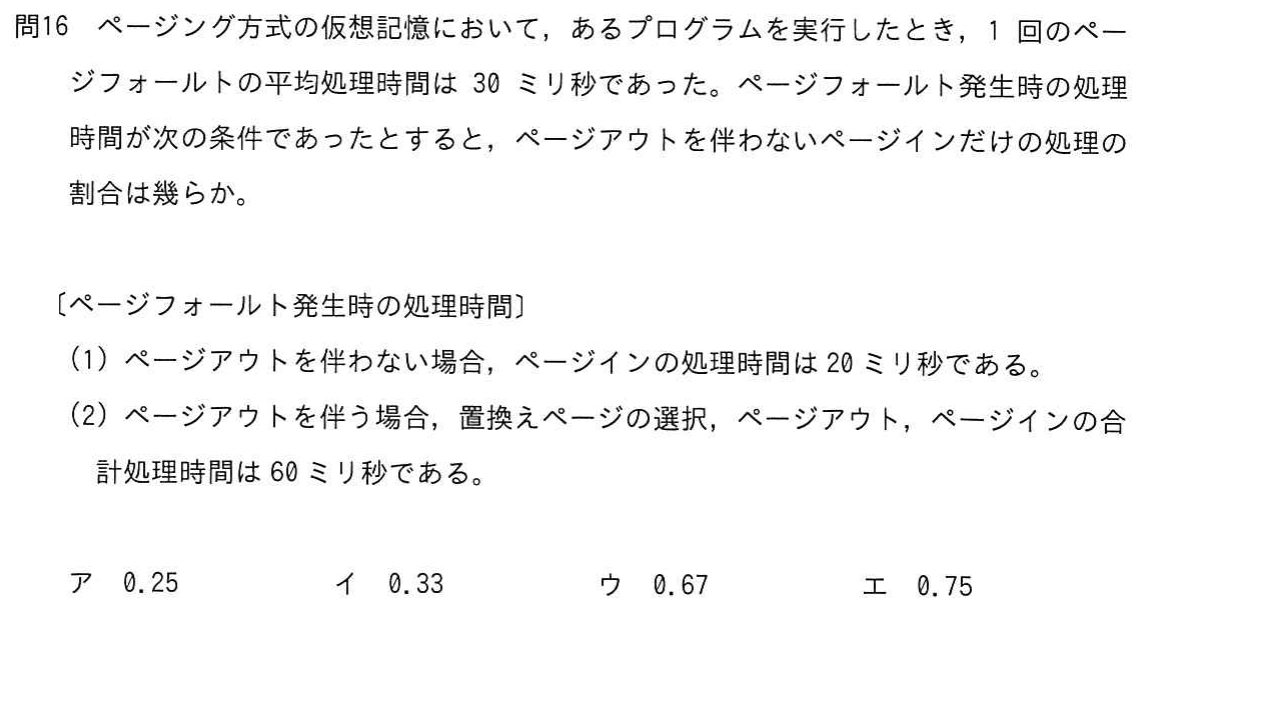 問16 ページング方式の仮想記憶において，あるプログラムを実行したとき，1 回のペー
ジフォールトの平均処理時間は 30 ミリ秒であった。ページフォールト発生時の処理
時間が次の条件であったとすると，ページアウトを伴わないページインだけの処理の
割合は幾らか。
〔ページフォールト発生時の処理時間〕
(1) ページアウトを伴わない場合，ページインの処理時間は 20 ミリ秒である。
(2) ページアウトを伴う場合，置換えページの選択，ページアウト，ページインの合
計処理時間は 60 ミリ秒である。
ア 0.25 イ 0.33 ウ 0.67 エ 0.75